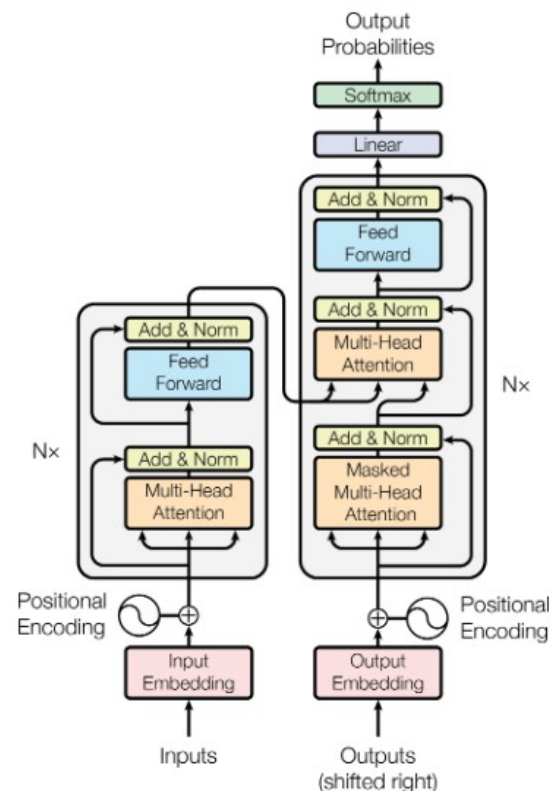 Output
Probabilities
Softmax
Linear
Add & Norm
Feed
Forward
Add & Norm
Multi-Head
Attention
Add & Norm
Masked
Multi-Head
Attention
N×
Add & Norm
Feed
Forward
Add & Norm
Multi-Head
Attention
N×
Positional
Encoding
Positional
Encoding
Input
Embedding
Output
Embedding
Inputs
Outputs
(shifted right)